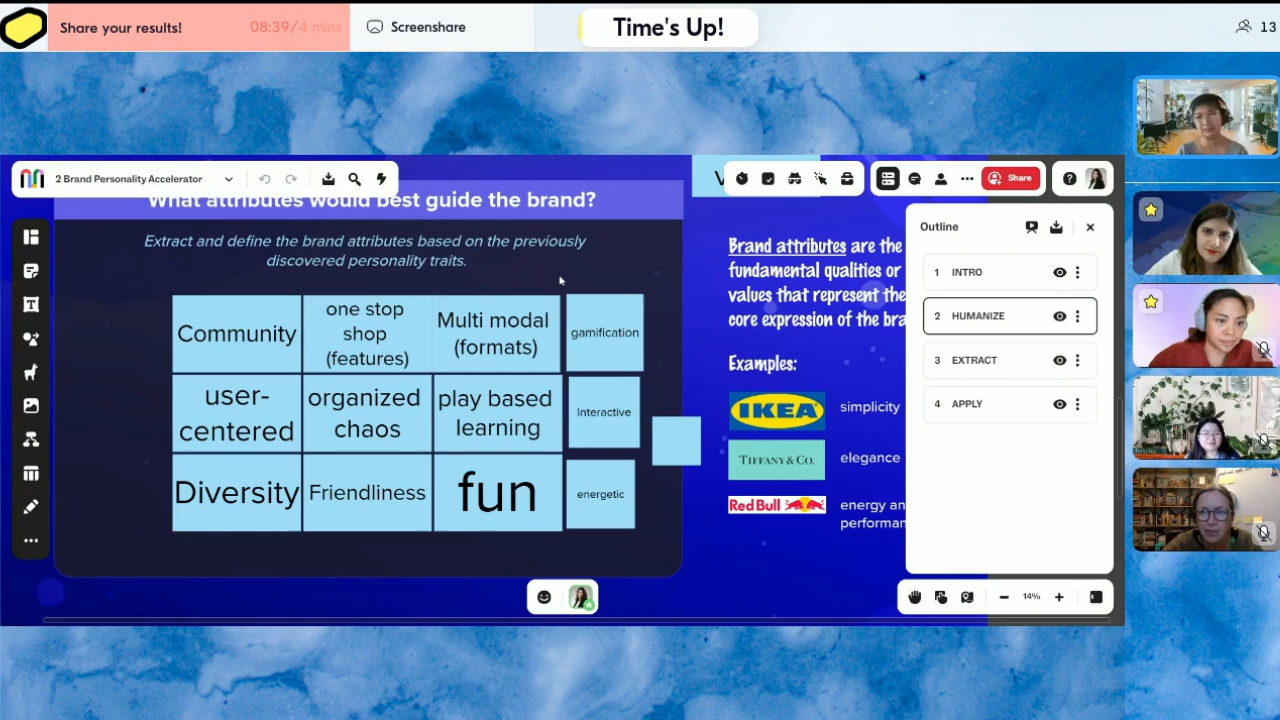 Share your results!
08:39/4 mins
Screenshare
Time's Up!
13
2 Brand Personality Accelerator
Share
What attributes would best guide the brand?
Extract and define the brand attributes based on the previously
discovered personality traits.
Community
one stop
shop
(features)
Multi modal
(formats)
gamification
user-
centered
organized
chaos
play based
learning
Interactive
Diversity
Friendliness
fun
energetic
V
Brand attributes are the
fundamental qualities or
values that represent the
core expression of the bra
Examples:
IKEA
simplicity
TIFFANY & CO.
elegance
Red Bull
energy an
performan
Outline
1 INTRO
2 HUMANIZE
3 EXTRACT
4 APPLY
14%